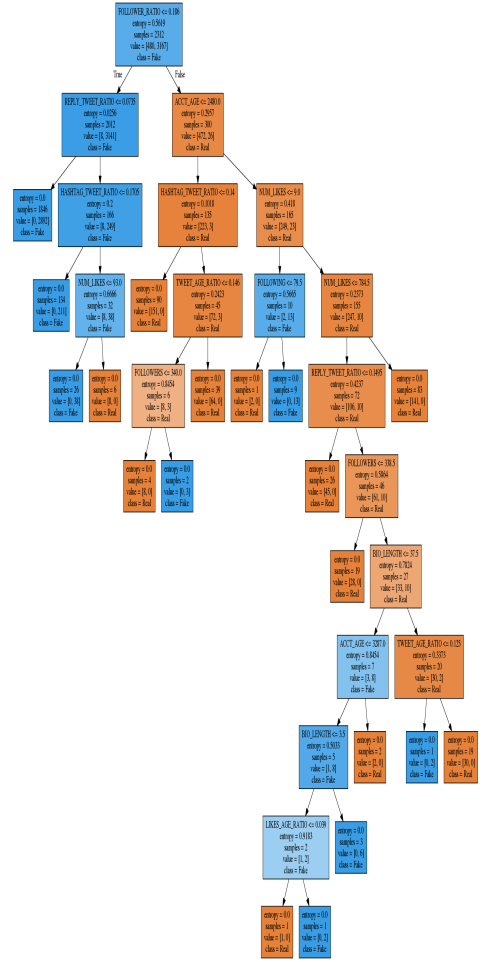 FOLLOWER_RATIO <= 0.186
entropy = 0.5619
samples = 2312
value = [480, 3167]
class = Fake
True
False
REPLY_TWEET_RATIO <= 0.0735
entropy = 0.0256
samples = 2012
value = [8, 3141]
class = Fake
ACCT_AGE <= 2480.0
entropy = 0.2957
samples = 300
value = [472, 26]
class = Real
entropy = 0.0
samples = 1846
value = [0, 2892]
class = Fake
HASHTAG_TWEET_RATIO <= 0.1705
entropy = 0.2
samples = 166
value = [8, 249]
class = Fake
HASHTAG_TWEET_RATIO <= 0.14
entropy = 0.1018
samples = 135
value = [223, 3]
class = Real
NUM_LIKES <= 9.0
entropy = 0.418
samples = 165
value = [249, 23]
class = Real
entropy = 0.0
samples = 134
value = [0, 211]
class = Fake
NUM_LIKES <= 93.0
entropy = 0.6666
samples = 32
value = [8, 38]
class = Fake
entropy = 0.0
samples = 90
value = [151, 0]
class = Real
TWEET_AGE_RATIO <= 0.146
entropy = 0.2423
samples = 45
value = [72, 3]
class = Real
FOLLOWING <= 76.5
entropy = 0.5665
samples = 10
value = [2, 13]
class = Fake
NUM_LIKES <= 784.5
entropy = 0.2373
samples = 155
value = [247, 10]
class = Real
entropy = 0.0
samples = 26
value = [0, 38]
class = Fake
entropy = 0.0
samples = 6
value = [8, 0]
class = Real
FOLLOWERS <= 340.0
entropy = 0.8454
samples = 6
value = [8, 3]
class = Real
entropy = 0.0
samples = 39
value = [64, 0]
class = Real
entropy = 0.0
samples = 1
value = [2, 0]
class = Real
entropy = 0.0
samples = 9
value = [0, 13]
class = Fake
REPLY_TWEET_RATIO <= 0.1495
entropy = 0.4237
samples = 72
value = [106, 10]
class = Real
entropy = 0.0
samples = 83
value = [141, 0]
class = Real
entropy = 0.0
samples = 4
value = [8, 0]
class = Real
entropy = 0.0
samples = 2
value = [0, 3]
class = Fake
entropy = 0.0
samples = 26
value = [45, 0]
class = Real
FOLLOWERS <= 338.5
entropy = 0.5864
samples = 46
value = [61, 10]
class = Real
entropy = 0.0
samples = 19
value = [28, 0]
class = Real
BIO_LENGTH <= 37.5
entropy = 0.7824
samples = 27
value = [33, 10]
class = Real
ACCT_AGE <= 3287.0
entropy = 0.8454
samples = 7
value = [3, 8]
class = Fake
TWEET_AGE_RATIO <= 0.125
entropy = 0.3373
samples = 20
value = [30, 2]
class = Real
BIO_LENGTH <= 3.5
entropy = 0.5033
samples = 5
value = [1, 8]
class = Fake
entropy = 0.0
samples = 2
value = [2, 0]
class = Real
entropy = 0.0
samples = 1
value = [0, 2]
class = Fake
entropy = 0.0
samples = 19
value = [30, 0]
class = Real
LIKES_AGE_RATIO <= 0.039
entropy = 0.9183
samples = 2
value = [1, 2]
class = Fake
entropy = 0.0
samples = 3
value = [0, 6]
class = Fake
entropy = 0.0
samples = 1
value = [1, 0]
class = Real
entropy = 0.0
samples = 1
value = [0, 2]
class = Fake